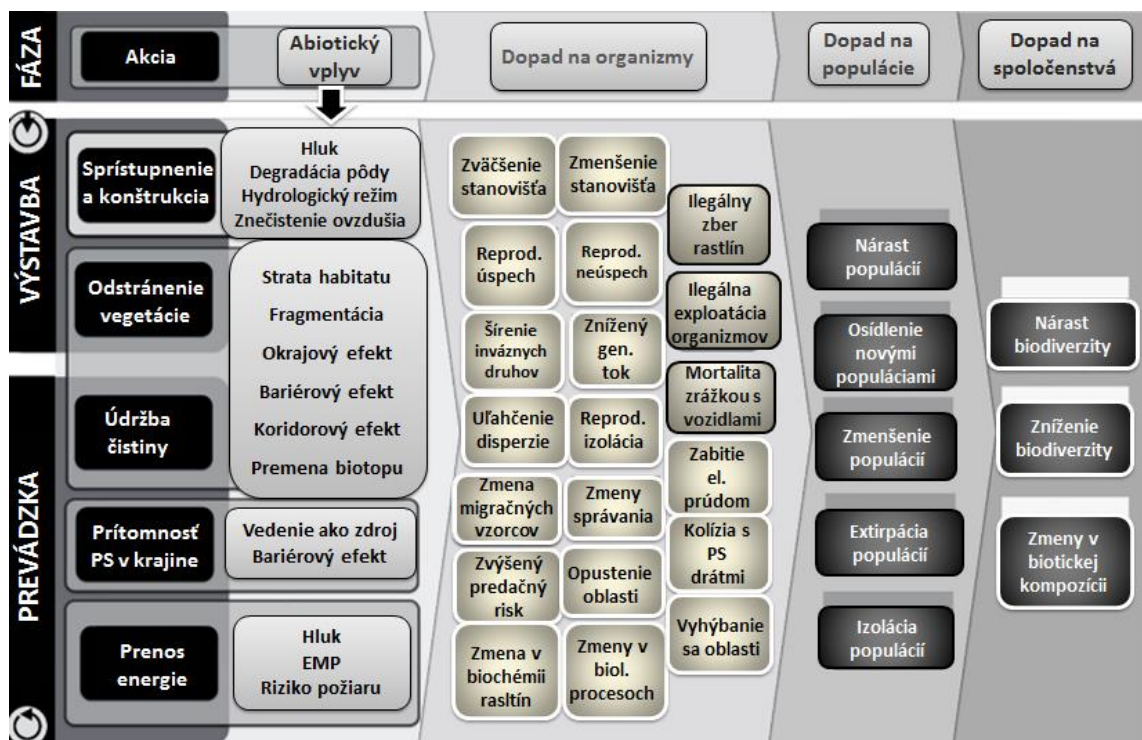 FÁZA
Akcia
Abiotický
vplyv
Dopad na organizmy
Dopad na
populácie
Dopad na
spoločenstvá
VÝSTAVBA
Sprístupnenie
a konštrukcia
Hluk
Degradácia pôdy
Hydrologický režim
Znečistenie ovzdušia
Odstránenie
vegetácie
Strata habitatu
Fragmentácia
Okrajový efekt
Bariérový efekt
Koridorový efekt
Premena biotopu
PREVÁDZKA
Údržba
čistiny
Prítomnosť
PS v krajine
Vedenie ako zdroj
Bariérový efekt
Prenos
energie
Hluk
EMP
Riziko požiaru
Zväčšenie
stanovišťa
Reprod.
úspech
Šírenie
inváznych
druhov
Uľahčenie
disperzie
Zmena
migračných
vzorcov
Zvýšený
predačný
risk
Zmena v
biochémii
rasltín
Zmenšenie
stanovišťa
Reprod.
neúspech
Znížený
gen.
tok
Reprod.
izolácia
Zmeny
správania
Opustenie
oblasti
Zmeny v
biol.
procesoch
Ilegálny
zber
rastlín
Ilegálna
exploatácia
organizmov
Mortalita
zrážkou s
vozidlami
Zabitie
el.
prúdom
Kolízia s
PS
drátmi
Vyhýbanie
sa oblasti
Nárast
populácií
Osídlenie
novými
populáciami
Zmenšenie
populácií
Extirpácia
populácií
Izolácia
populácií
Nárast
biodiverzity
Zníženie
biodiverzity
Zmeny v
biotickej
kompozícii